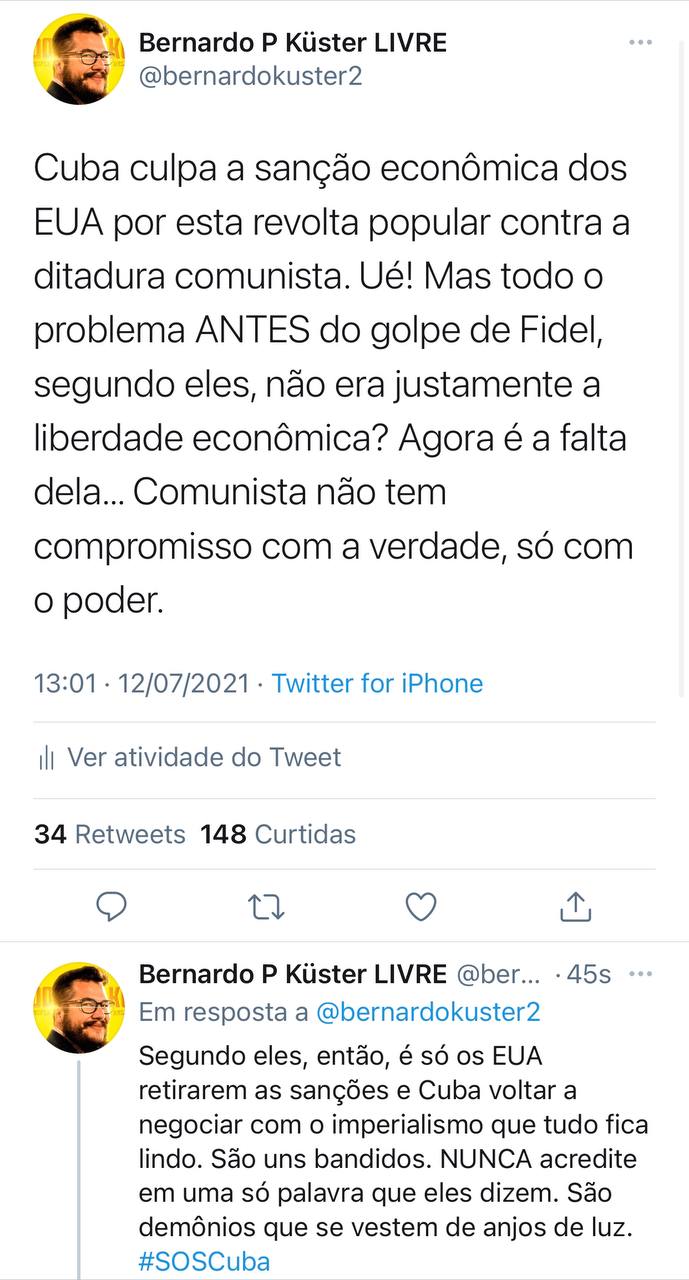 Bernardo P Küster LIVRE
@bernardokuster2
Cuba culpa a sanção econômica dos
EUA por esta revolta popular contra a
ditadura comunista. Ué! Mas todo o
problema ANTES do golpe de Fidel,
segundo eles, não era justamente a
liberdade econômica? Agora é a falta
dela... Comunista não tem
compromisso com a verdade, só com
o poder.
13:01 · 12/07/2021 · Twitter for iPhone
Ver atividade do Tweet
34 Retweets 148 Curtidas
Bernardo P Küster LIVRE @ber... · 45s
Em resposta a @bernardokuster2
Segundo eles, então, é só os EUA
retirarem as sanções e Cuba voltar a
negociar com o imperialismo que tudo fica
lindo. São uns bandidos. NUNCA acredite
em uma só palavra que eles dizem. São
demônios que se vestem de anjos de luz.
#SOSCuba